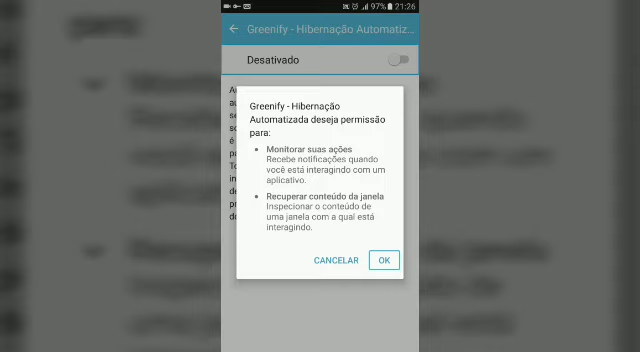 97% 21:26
Greenify - Hibernação Automatiz...
Desativado
Greenify - Hibernação
Automatizada deseja permissão
para:
• Monitorar suas ações
Recebe notificações quando
você está interagindo com um
aplicativo.
• Recuperar conteúdo da janela
Inspecionar o conteúdo de
uma janela com a qual está
interagindo.
CANCELAR OK